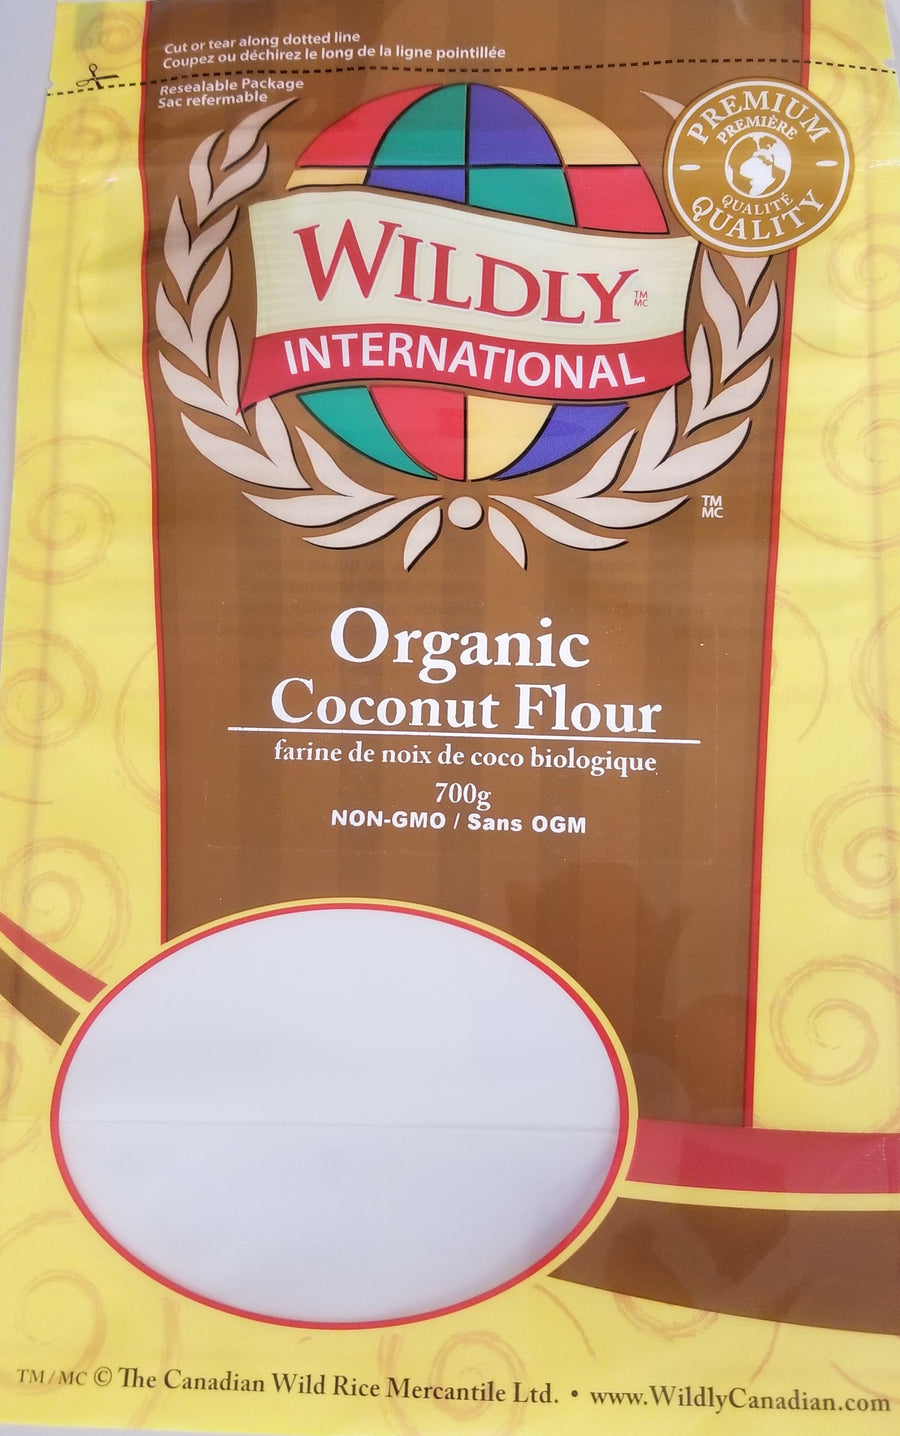 Cut or tear along dotted line
Coupez ou déchirez le long de la ligne pointillée
Resealable Package
Sac refermable
PREMIUM
PREMIÈRE
QUALITÉ
QUALITY
WILDLY
TM
MC
INTERNATIONAL
TM
MC
Organic
Coconut Flour
farine de noix de coco biologique
700g
NON-GMO / Sans OGM
TM/MC © The Canadian Wild Rice Mercantile Ltd. • www.WildlyCanadian.com